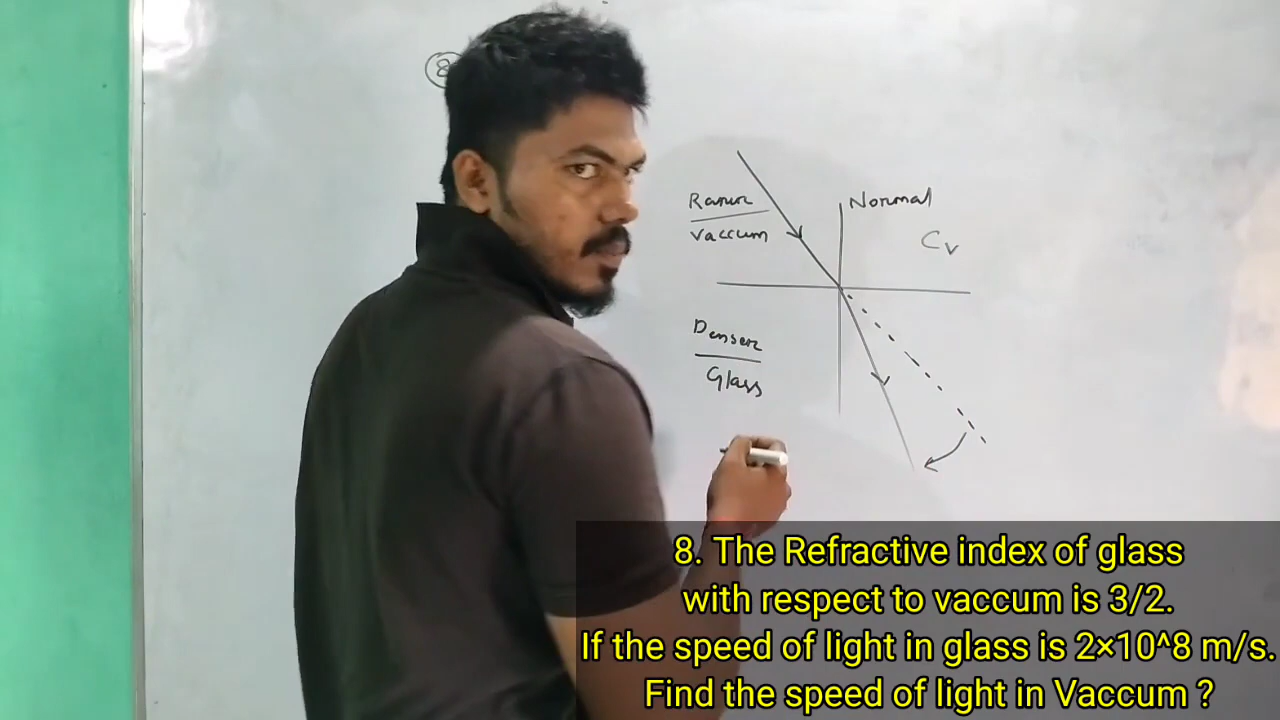 8
Rarer
vaccum
Normal
Cv
Denser
Glass
8. The Refractive index of glass
with respect to vaccum is 3/2.
If the speed of light in glass is 2×10^8 m/s.
Find the speed of light in Vaccum ?